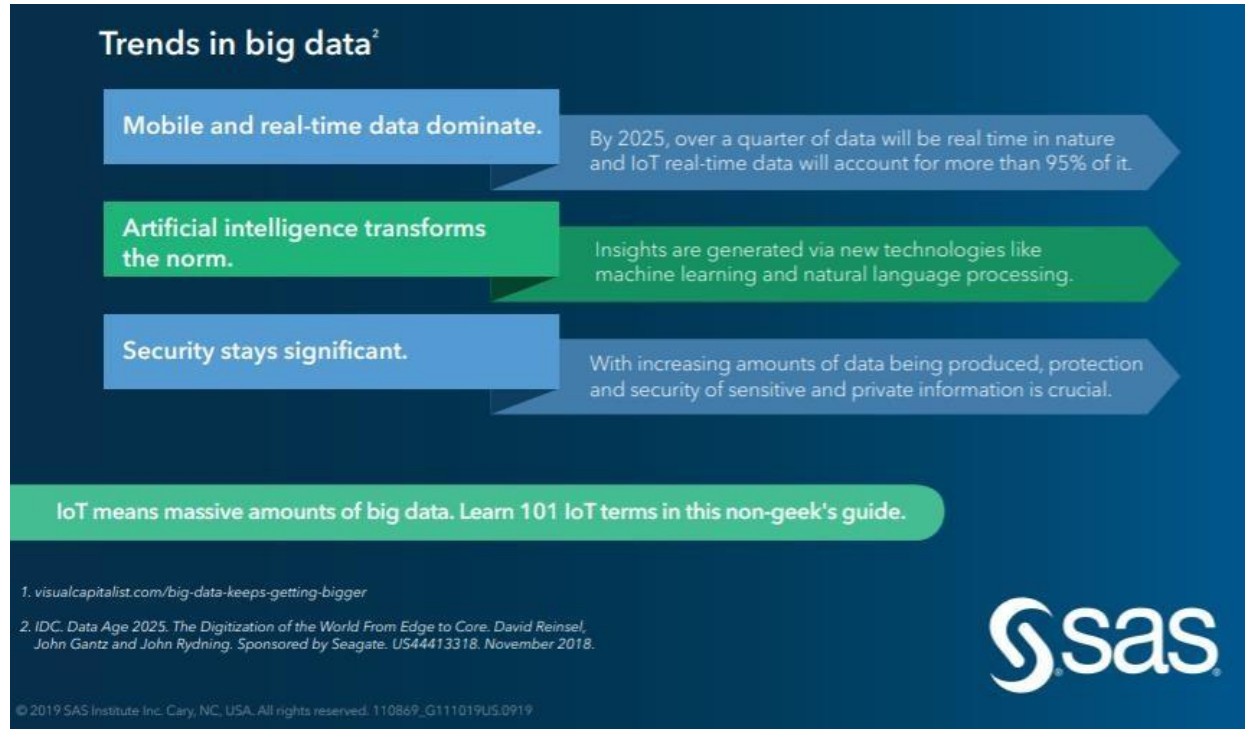 Trends in big data²
Mobile and real-time data dominate.
By 2025, over a quarter of data will be real time in nature
and IoT real-time data will account for more than 95% of it.
Artificial intelligence transforms
the norm.
Insights are generated via new technologies like
machine learning and natural language processing.
Security stays significant.
With increasing amounts of data being produced, protection
and security of sensitive and private information is crucial.
IoT means massive amounts of big data. Learn 101 IoT terms in this non-geek's guide.
1. visualcapitalist.com/big-data-keeps-getting-bigger
2. IDC. Data Age 2025. The Digitization of the World From Edge to Core. David Reinsel,
John Gantz and John Rydning. Sponsored by Seagate. US44413318. November 2018.
sas®
© 2019 SAS Institute Inc. Cary, NC, USA. All rights reserved. 110869_G111019US.0919